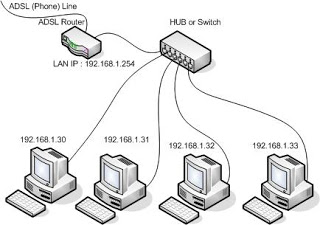 ADSL (Phone) Line
ADSL Router
HUB or Switch
LAN IP : 192.168.1.254
192.168.1.30
192.168.1.31
192.168.1.32
192.168.1.33